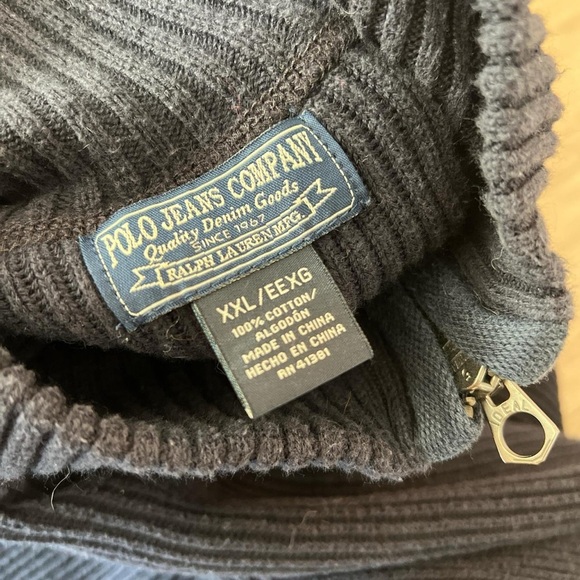 POLO JEANS COMPANY
Quality Denim Goods
SINCE 1967
RALPH LAUREN MFG.
XXL/EEXG
100% COTTON/
ALGODÓN
MADE IN CHINA
HECHO EN CHINA
RN 41381
IDEAL